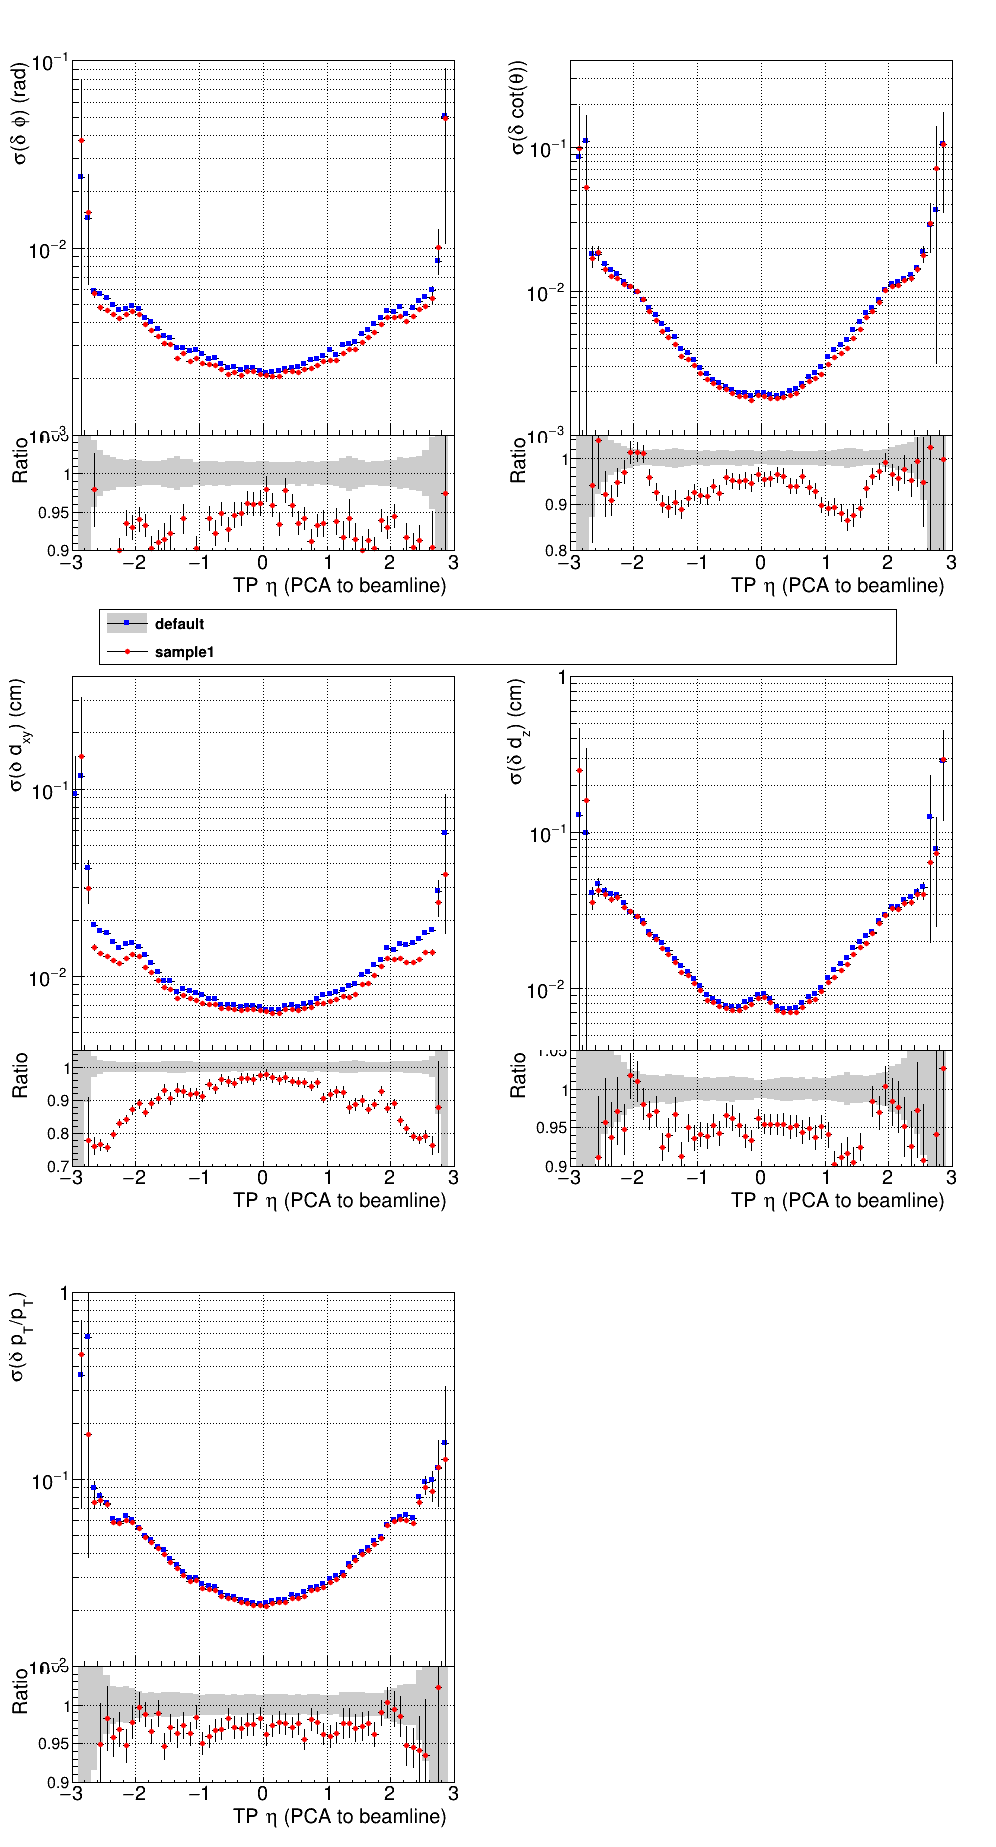 σ(δ φ) (rad)
10⁻¹
10⁻²
10⁻³
Ratio
1
0.95
0.9
−3 −2 −1 0 1 2 3
TP η (PCA to beamline)
σ(δ cot(θ))
10⁻¹
10⁻²
10⁻³
Ratio
1
0.9
0.8
−3 −2 −1 0 1 2 3
TP η (PCA to beamline)
default
sample1
σ(δ d_xy) (cm)
10⁻¹
10⁻²
Ratio
1
0.9
0.8
0.7
−3 −2 −1 0 1 2 3
TP η (PCA to beamline)
σ(δ d_z) (cm)
1
10⁻¹
10⁻²
Ratio
1.05
1
0.95
0.9
−3 −2 −1 0 1 2 3
TP η (PCA to beamline)
σ(δ p_T/p_T)
1
10⁻¹
10⁻²
Ratio
1
0.95
0.9
−3 −2 −1 0 1 2 3
TP η (PCA to beamline)